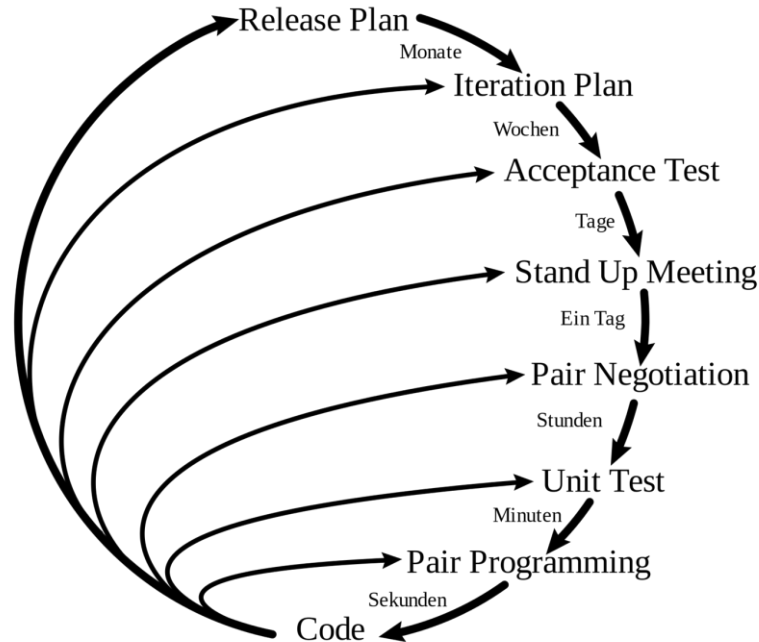 Release Plan
Monate
Iteration Plan
Wochen
Acceptance Test
Tage
Stand Up Meeting
Ein Tag
Pair Negotiation
Stunden
Unit Test
Minuten
Pair Programming
Sekunden
Code